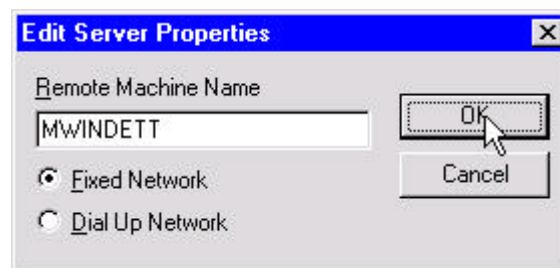 Edit Server Properties
Remote Machine Name
MWINDETT
OK
Fixed Network
Cancel
Dial Up Network